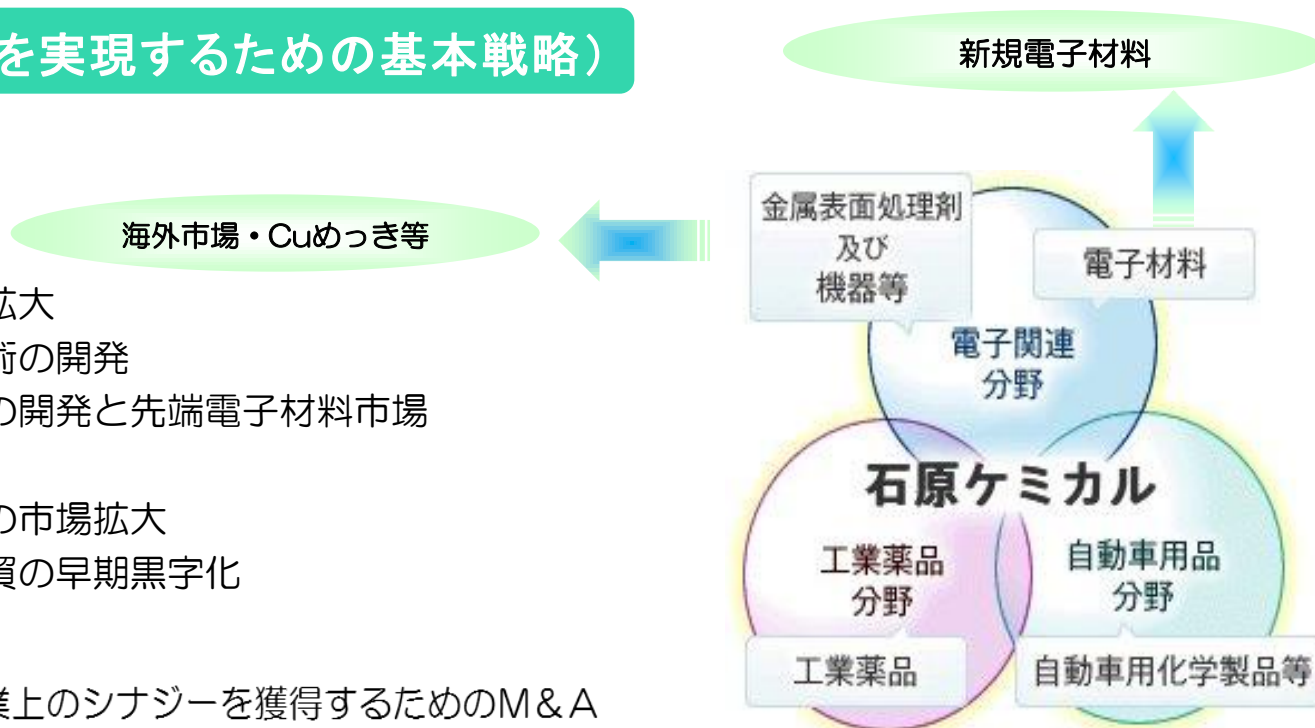 を実現するための基本戦略）
新規電子材料
海外市場・Cuめっき等
拡大
術の開発
の開発と先端電子材料市場
の市場拡大
質の早期黒字化
業上のシナジーを獲得するためのM＆A
金属表面処理剤
及び
機器等
電子材料
電子関連
分野
石原ケミカル
工業薬品
分野
自動車用品
分野
工業薬品
自動車用化学製品等